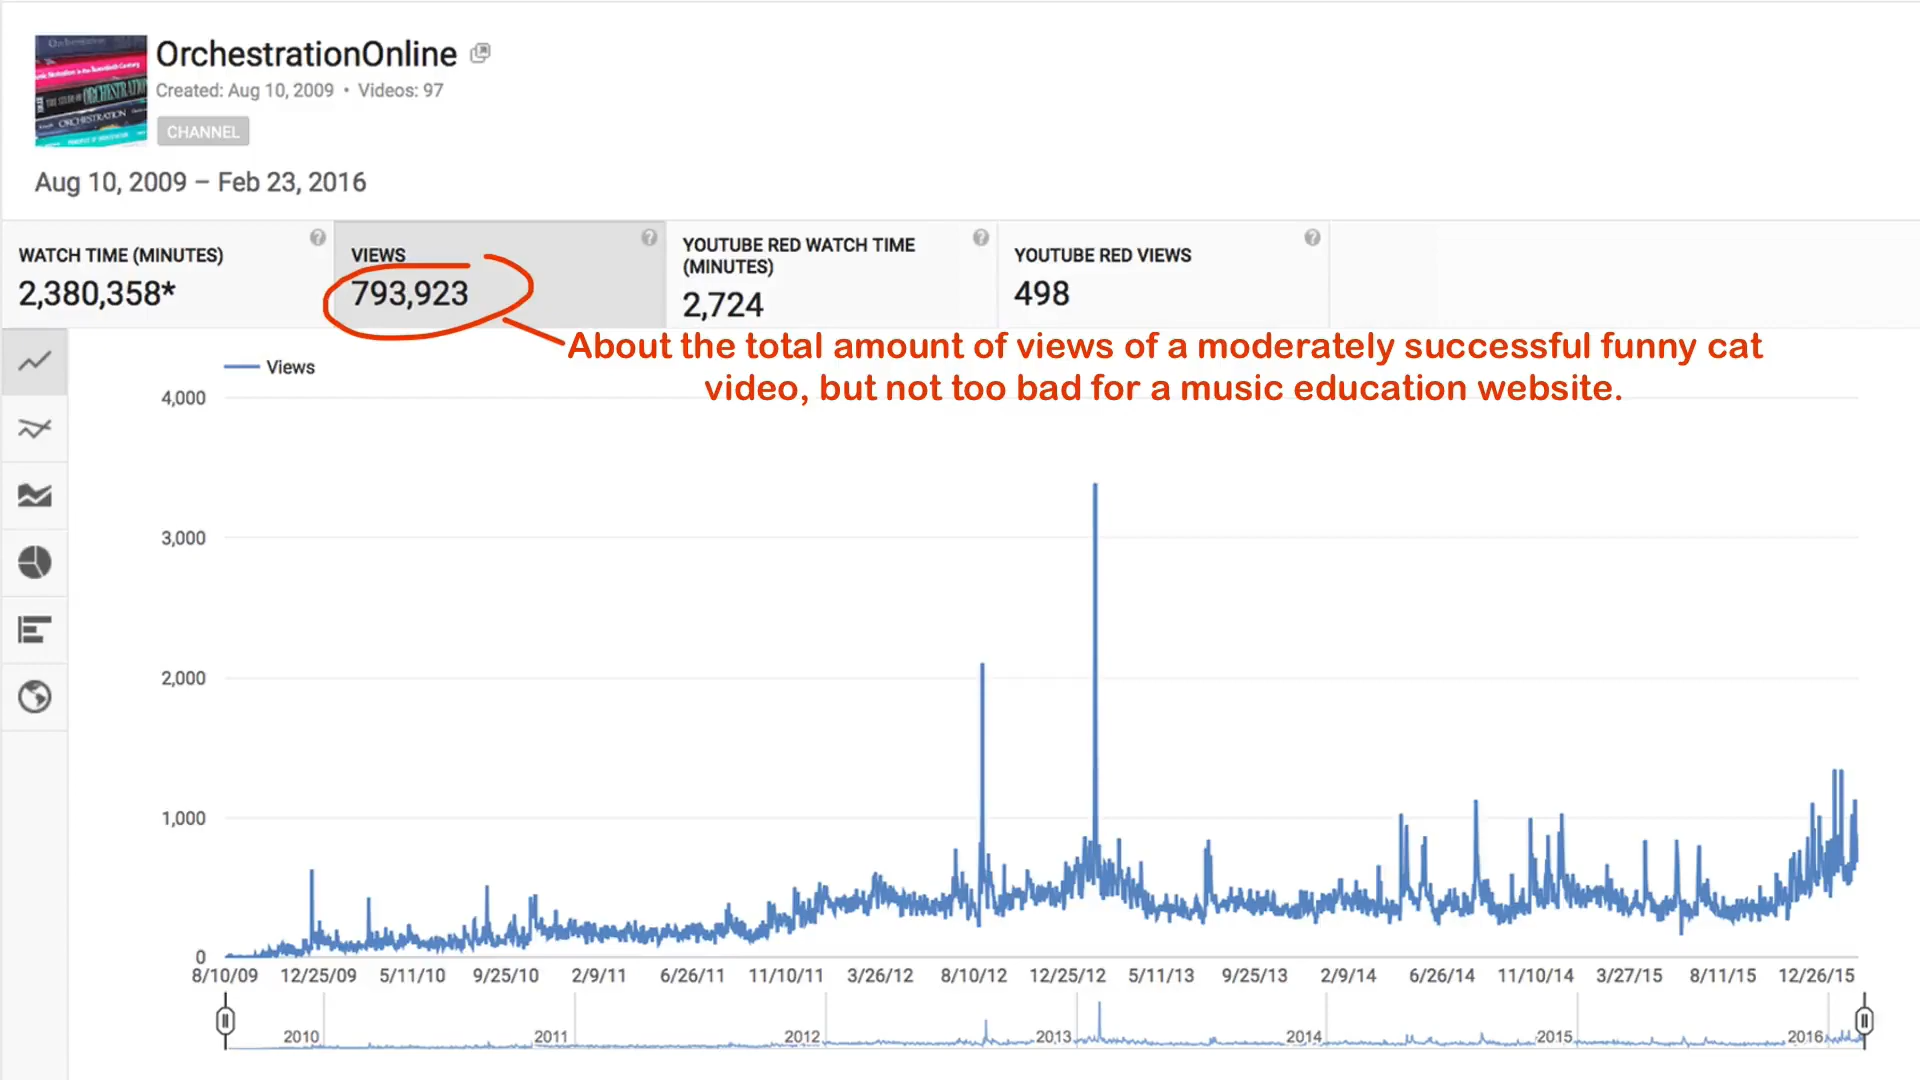 OrchestrationOnline
Created: Aug 10, 2009 • Videos: 97
CHANNEL
THE STUDY OF ORCHESTRATION
ORCHESTRATION
Aug 10, 2009 – Feb 23, 2016
WATCH TIME (MINUTES)
2,380,358*
VIEWS
793,923
YOUTUBE RED WATCH TIME
(MINUTES)
2,724
YOUTUBE RED VIEWS
498
About the total amount of views of a moderately successful funny cat
video, but not too bad for a music education website.
Views
4,000
3,000
2,000
1,000
0
8/10/09 12/25/09 5/11/10 9/25/10 2/9/11 6/26/11 11/10/11 3/26/12 8/10/12 12/25/12 5/11/13 9/25/13 2/9/14 6/26/14 11/10/14 3/27/15 8/11/15 12/26/15
2010 2011 2012 2013 2014 2015 2016